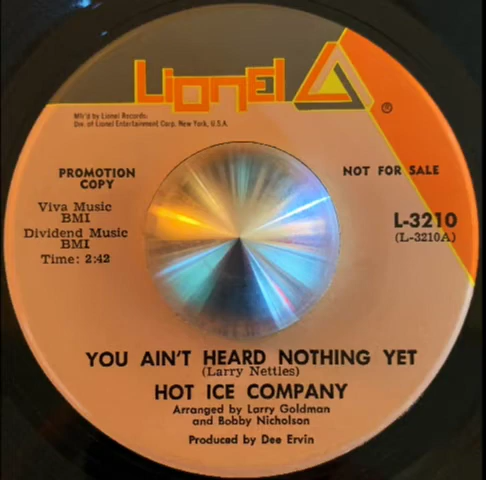 Lionel
®
Mfr'd by Lionel Records.
Div. of Lionel Entertainment Corp. New York, U.S.A.
PROMOTION
COPY
NOT FOR SALE
Viva Music
BMI
Dividend Music
BMI
Time: 2:42
L-3210
(L-3210A)
YOU AIN'T HEARD NOTHING YET
(Larry Nettles)
HOT ICE COMPANY
Arranged by Larry Goldman
and Bobby Nicholson
Produced by Dee Ervin